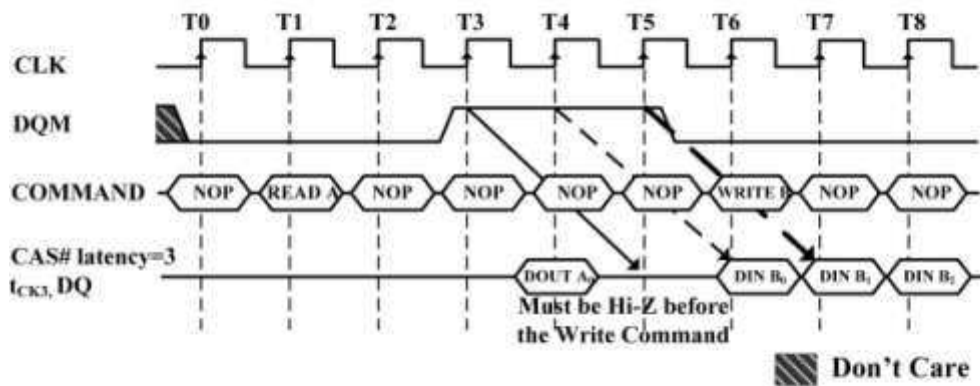 T0 T1 T2 T3 T4 T5 T6 T7 T8
CLK
DQM
COMMAND NOP READ A NOP NOP NOP NOP WRITE B NOP NOP
CAS# latency=3
tCK3, DQ DOUT A0 DIN B0 DIN B1 DIN B2
Must be Hi-Z before
the Write Command
Don't Care